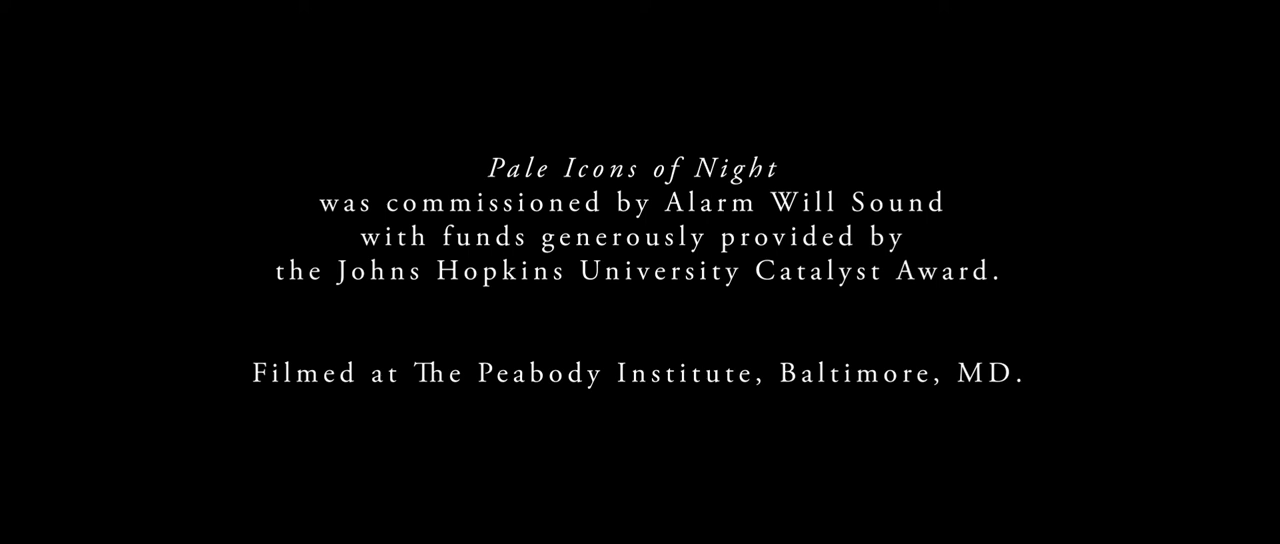 Pale Icons of Night
was commissioned by Alarm Will Sound
with funds generously provided by
the Johns Hopkins University Catalyst Award.
Filmed at The Peabody Institute, Baltimore, MD.